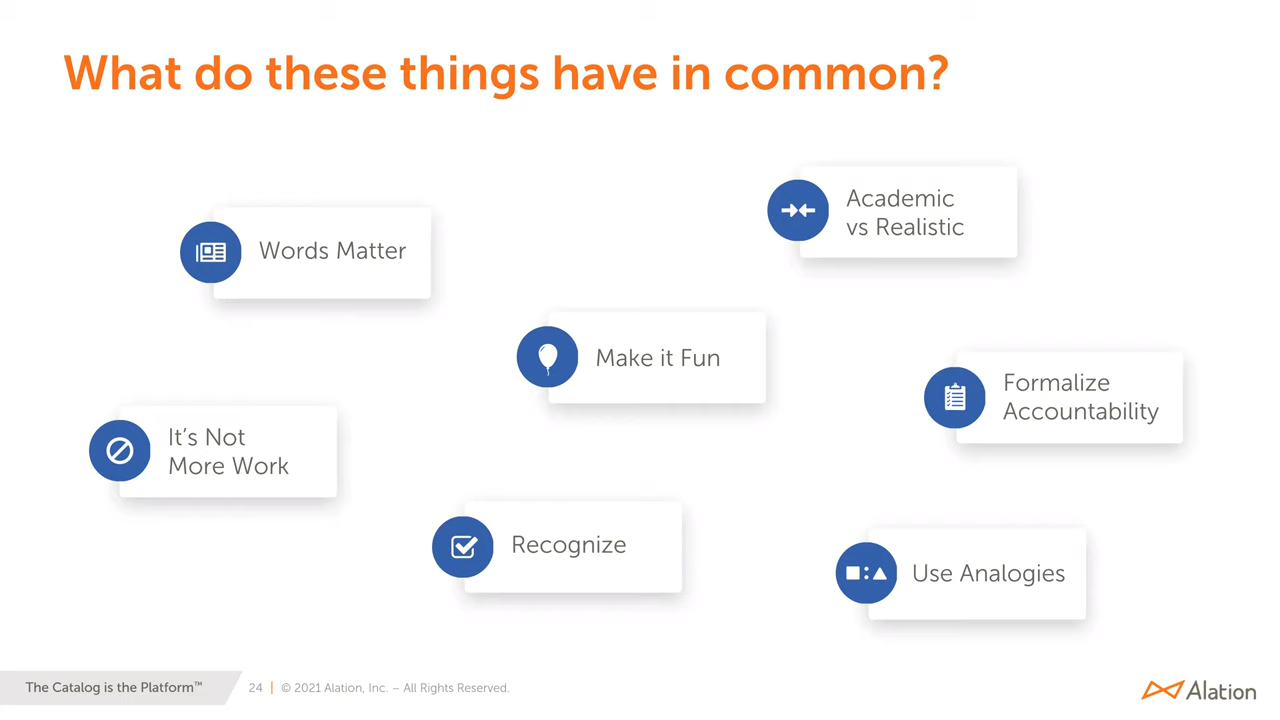 What do these things have in common?
Words Matter
Academic
vs Realistic
Make it Fun
Formalize
Accountability
It’s Not
More Work
Recognize
Use Analogies
The Catalog is the Platform™
24 | © 2021 Alation, Inc. – All Rights Reserved.
Alation